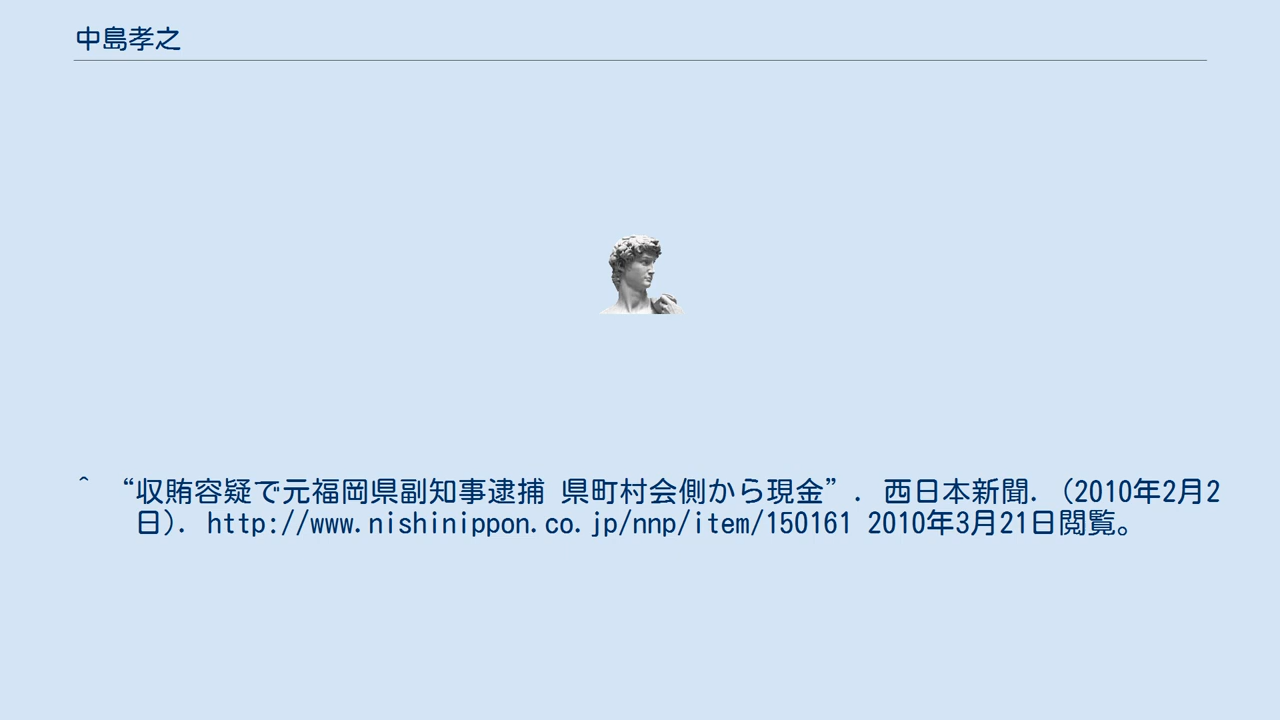 中島孝之
^ “収賄容疑で元福岡県副知事逮捕 県町村会側から現金”. 西日本新聞. (2010年2月2
日). http://www.nishinippon.co.jp/nnp/item/150161 2010年3月21日閲覧。